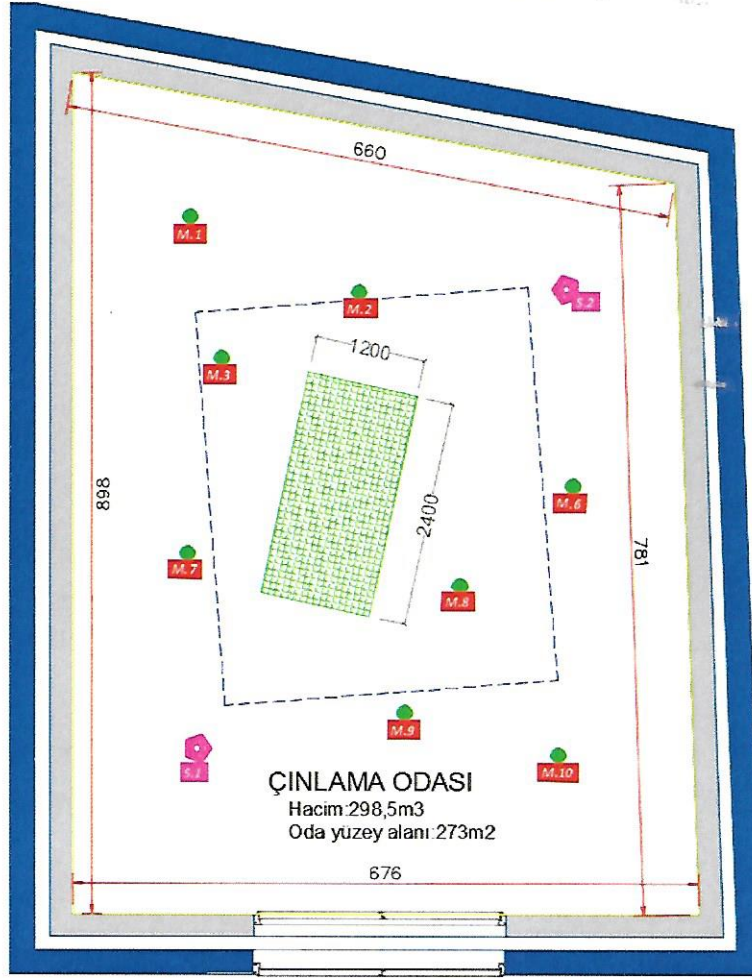 660
M.1
M.2
S.2
1200
M.3
898
2400
M.6
781
M.7
M.8
M.9
S.1
M.10
ÇINLAMA ODASI
Hacim:298,5m3
Oda yüzey alanı:273m2
676